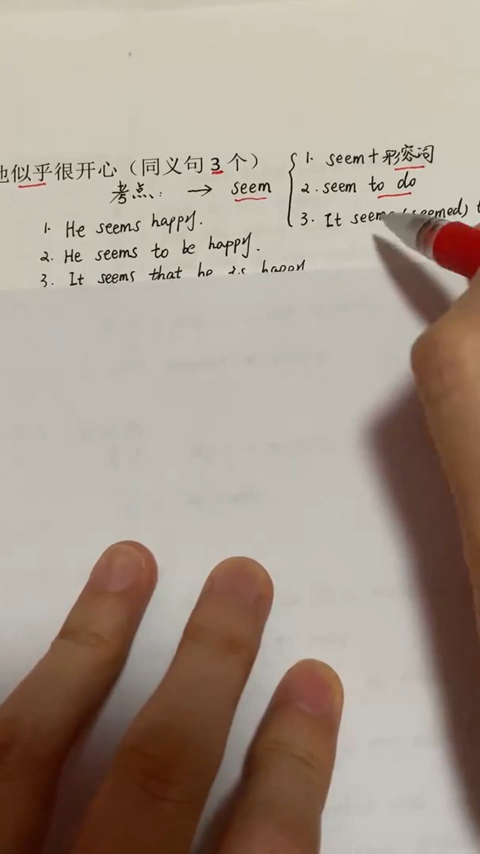 他似乎很开心（同义句 3 个）
考点： → seem
1. seem + 形容词
2. seem to do
3. It seems (seemed) t
1. He seems happy.
2. He seems to be happy.
3. It seems that he is happy